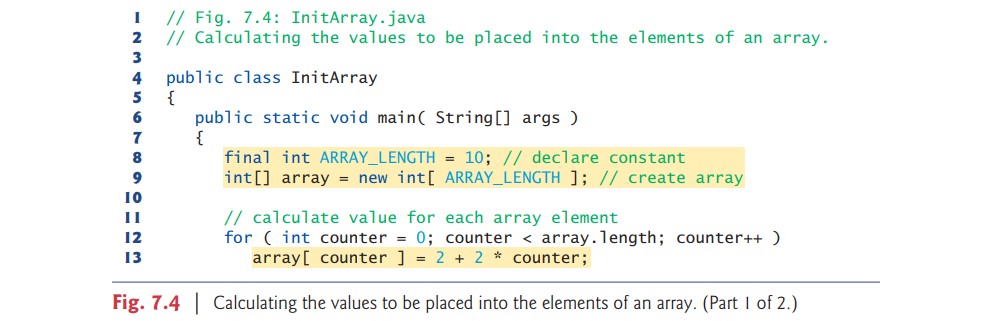 1 // Fig. 7.4: InitArray.java
2 // Calculating the values to be placed into the elements of an array.
3
4 public class InitArray
5 {
6 public static void main( String[] args )
7 {
8 final int ARRAY_LENGTH = 10; // declare constant
9 int[] array = new int[ ARRAY_LENGTH ]; // create array
10
11 // calculate value for each array element
12 for ( int counter = 0; counter < array.length; counter++ )
13 array[ counter ] = 2 + 2 * counter;
Fig. 7.4 | Calculating the values to be placed into the elements of an array. (Part 1 of 2.)